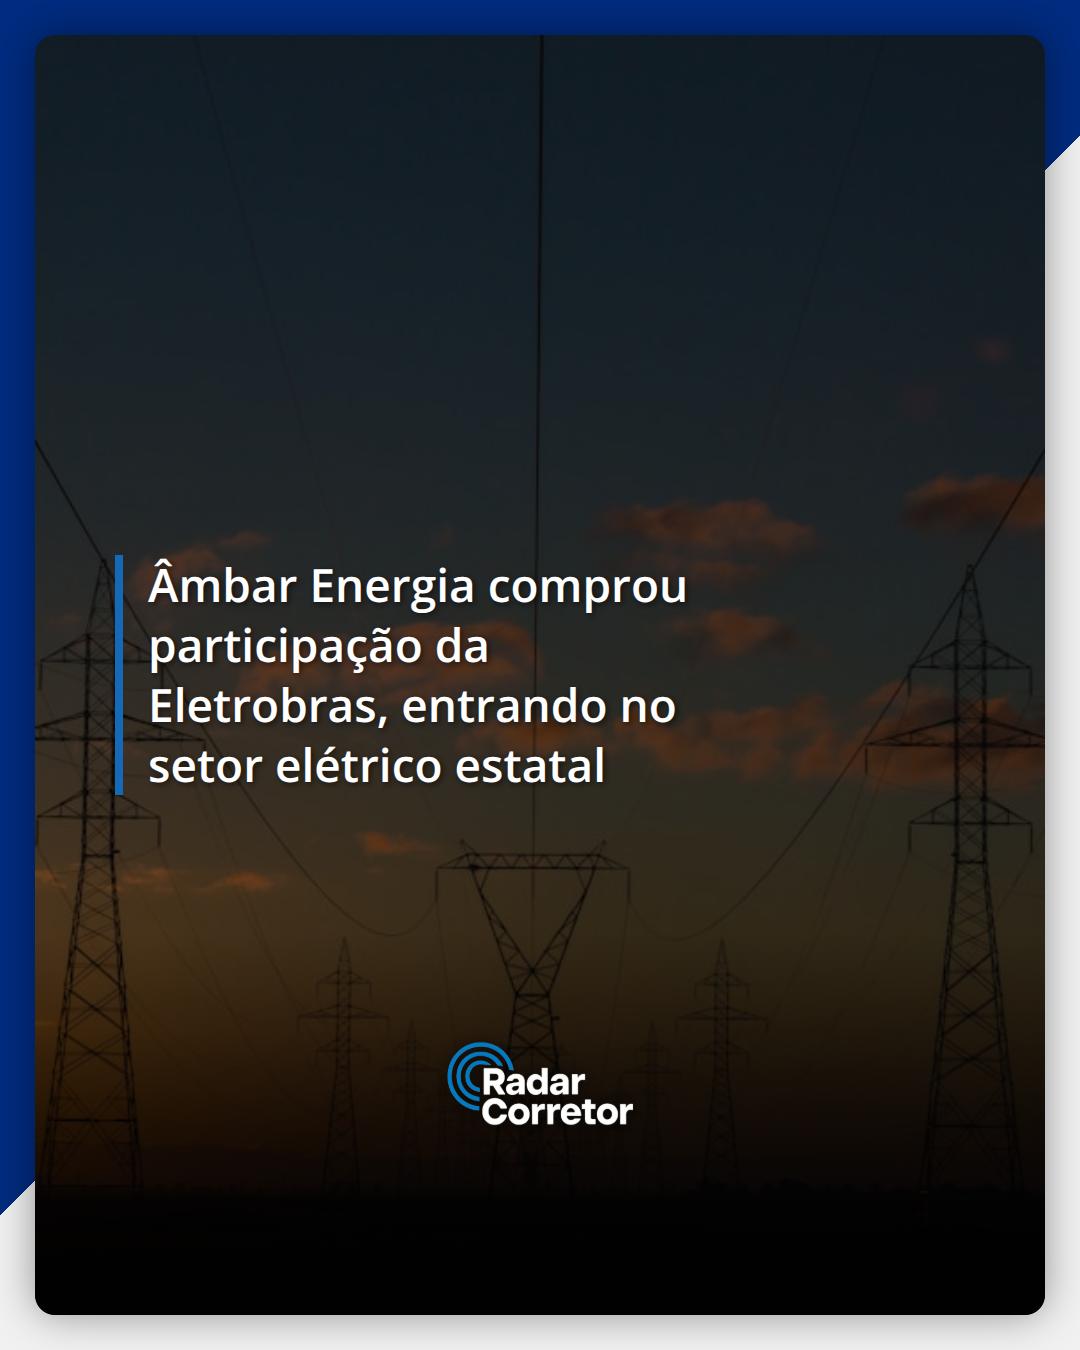 Âmbar Energia comprou
participação da
Eletrobras, entrando no
setor elétrico estatal
Radar
Corretor